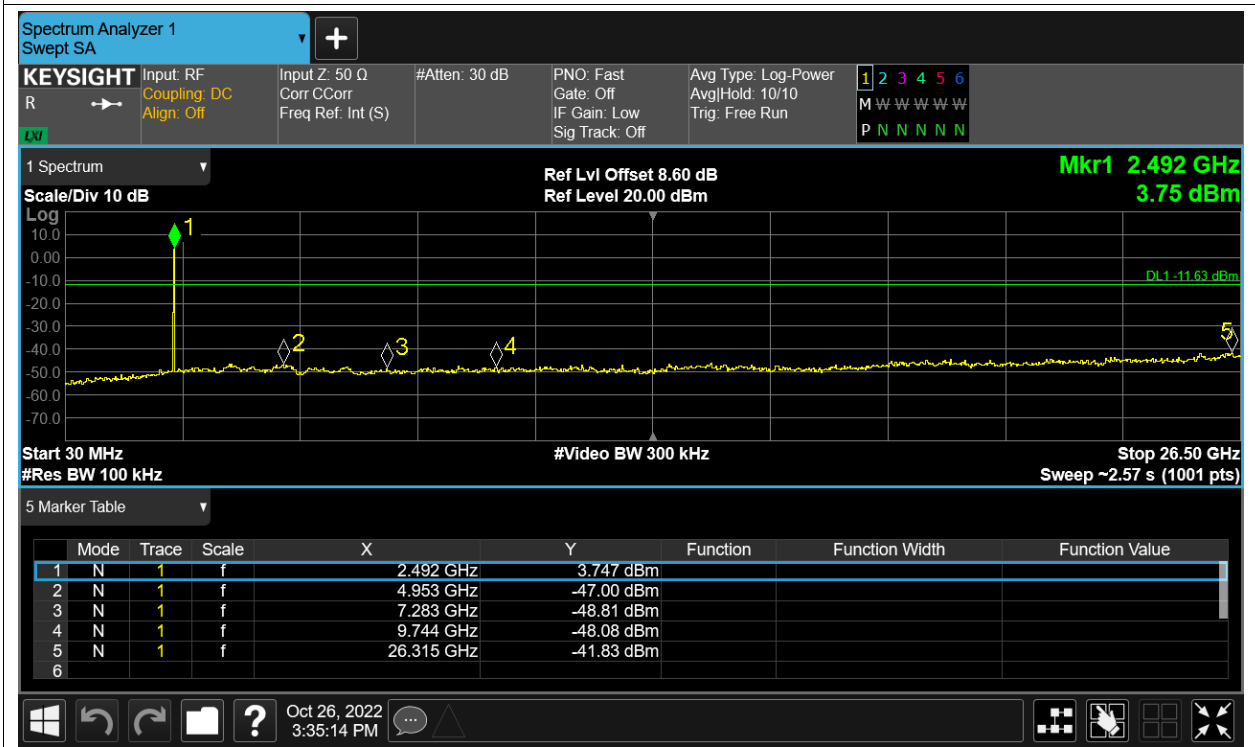 Spectrum Analyzer 1
Swept SA
+
KEYSIGHT Input: RF Input Z: 50 Ω #Atten: 30 dB PNO: Fast Avg Type: Log-Power 1 2 3 4 5 6
R Coupling: DC Corr CCorr Gate: Off Avg|Hold: 10/10 M W W W W W
Align: Off Freq Ref: Int (S) IF Gain: Low Trig: Free Run
LXI Sig Track: Off P N N N N N
1 Spectrum Ref Lvl Offset 8.60 dB Mkr1 2.492 GHz
Scale/Div 10 dB Ref Level 20.00 dBm 3.75 dBm
Log
1
10.0
0.00
-10.0 DL1 -11.63 dBm
-20.0
-30.0
2 3 4 5
-40.0
-50.0
-60.0
-70.0
Start 30 MHz #Video BW 300 kHz Stop 26.50 GHz
#Res BW 100 kHz Sweep ~2.57 s (1001 pts)
5 Marker Table
Mode Trace Scale X Y Function Function Width Function Value
1 N 1 f 2.492 GHz 3.747 dBm
2 N 1 f 4.953 GHz -47.00 dBm
3 N 1 f 7.283 GHz -48.81 dBm
4 N 1 f 9.744 GHz -48.08 dBm
5 N 1 f 26.315 GHz -41.83 dBm
6
? Oct 26, 2022
3:35:14 PM